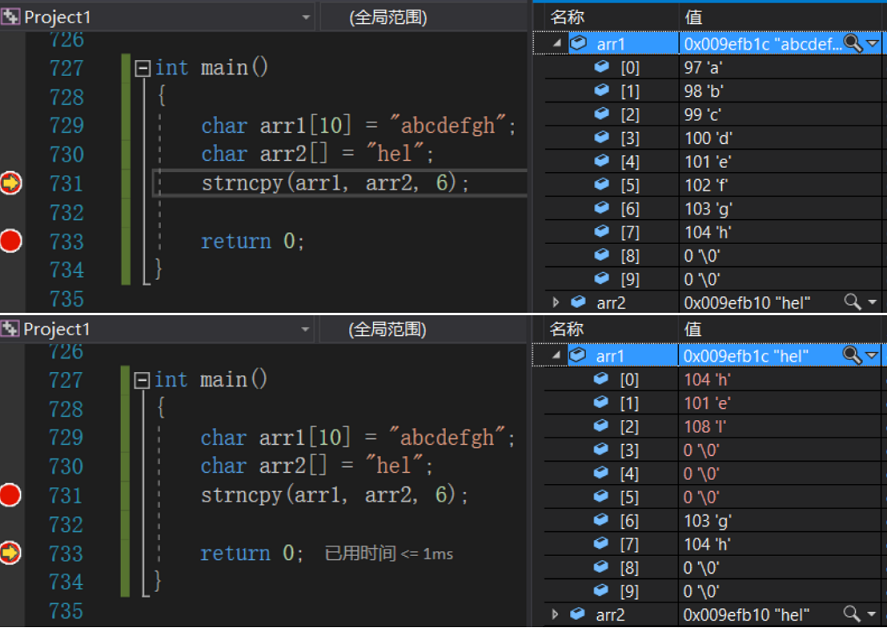 Project1 (全局范围) 名称 值
726 arr1 0x009efb1c "abcdef...
727 int main() [0] 97 'a'
728 { [1] 98 'b'
729 char arr1[10] = "abcdefgh"; [2] 99 'c'
730 char arr2[] = "hel"; [3] 100 'd'
731 strncpy(arr1, arr2, 6); [4] 101 'e'
732 [5] 102 'f'
733 return 0; [6] 103 'g'
734 } [7] 104 'h'
735 [8] 0 '\0'
[9] 0 '\0'
arr2 0x009efb10 "hel"
Project1 (全局范围) 名称 值
726 arr1 0x009efb1c "hel"
727 int main() [0] 104 'h'
728 { [1] 101 'e'
729 char arr1[10] = "abcdefgh"; [2] 108 'l'
730 char arr2[] = "hel"; [3] 0 '\0'
731 strncpy(arr1, arr2, 6); [4] 0 '\0'
732 [5] 0 '\0'
733 return 0; 已用时间 <= 1ms [6] 103 'g'
734 } [7] 104 'h'
735 [8] 0 '\0'
[9] 0 '\0'
arr2 0x009efb10 "hel"